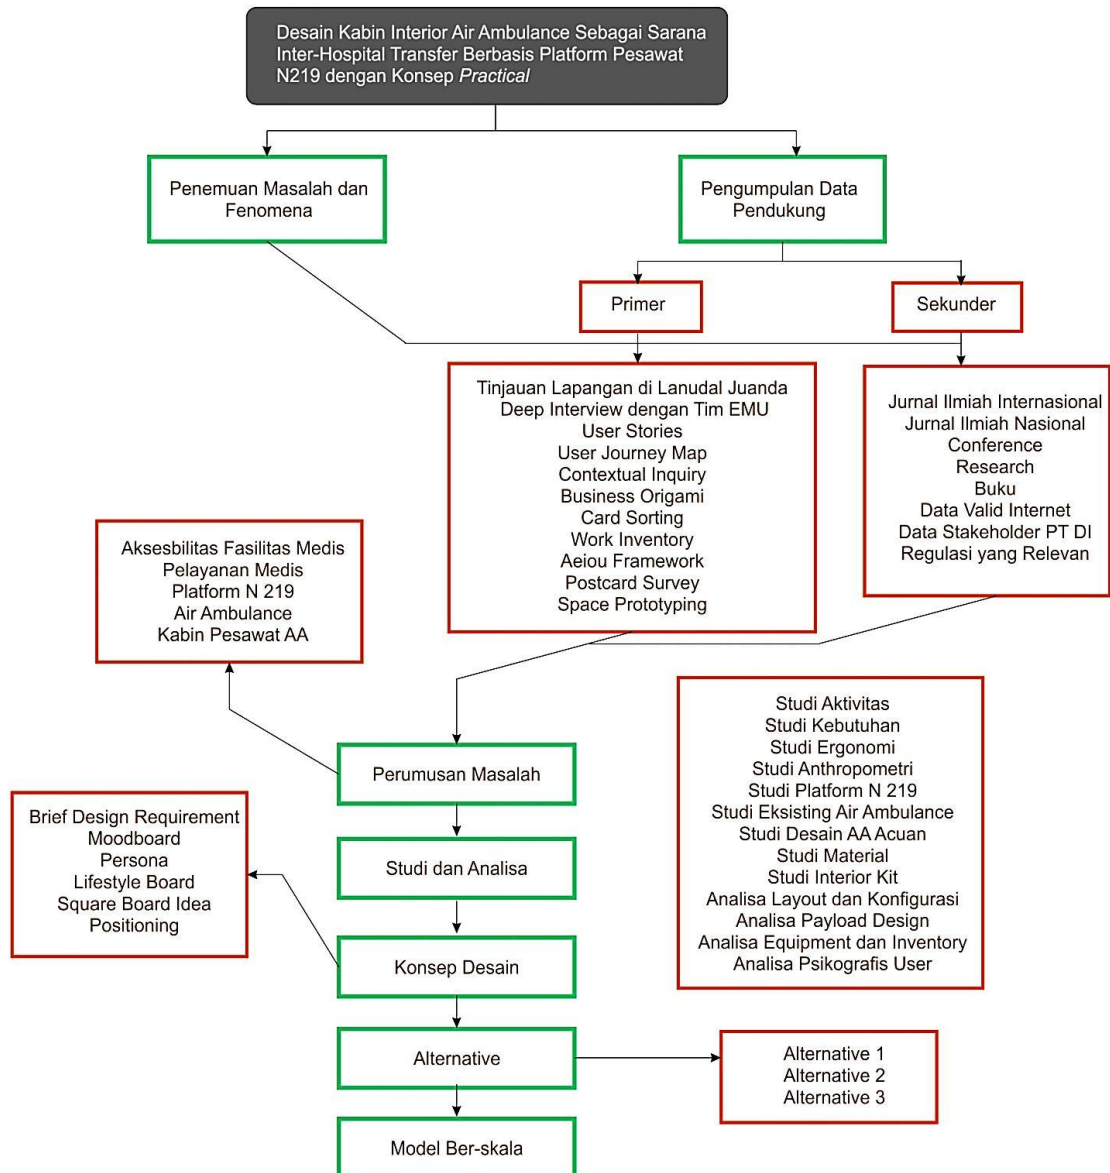 Desain Kabin Interior Air Ambulance Sebagai Sarana
Inter-Hospital Transfer Berbasis Platform Pesawat
N219 dengan Konsep Practical
Penemuan Masalah dan
Fenomena
Pengumpulan Data
Pendukung
Primer
Sekunder
Tinjauan Lapangan di Lanudal Juanda
Deep Interview dengan Tim EMU
User Stories
User Journey Map
Contextual Inquiry
Business Origami
Card Sorting
Work Inventory
Aeiou Framework
Postcard Survey
Space Prototyping
Jurnal Ilmiah Internasional
Jurnal Ilmiah Nasional
Conference
Research
Buku
Data Valid Internet
Data Stakeholder PT DI
Regulasi yang Relevan
Aksesbilitas Fasilitas Medis
Pelayanan Medis
Platform N 219
Air Ambulance
Kabin Pesawat AA
Perumusan Masalah
Studi Aktivitas
Studi Kebutuhan
Studi Ergonomi
Studi Anthropometri
Studi Platform N 219
Studi Eksisting Air Ambulance
Studi Desain AA Acuan
Studi Material
Studi Interior Kit
Analisa Layout dan Konfigurasi
Analisa Payload Design
Analisa Equipment dan Inventory
Analisa Psikografis User
Studi dan Analisa
Brief Design Requirement
Moodboard
Persona
Lifestyle Board
Square Board Idea
Positioning
Konsep Desain
Alternative
Alternative 1
Alternative 2
Alternative 3
Model Ber-skala